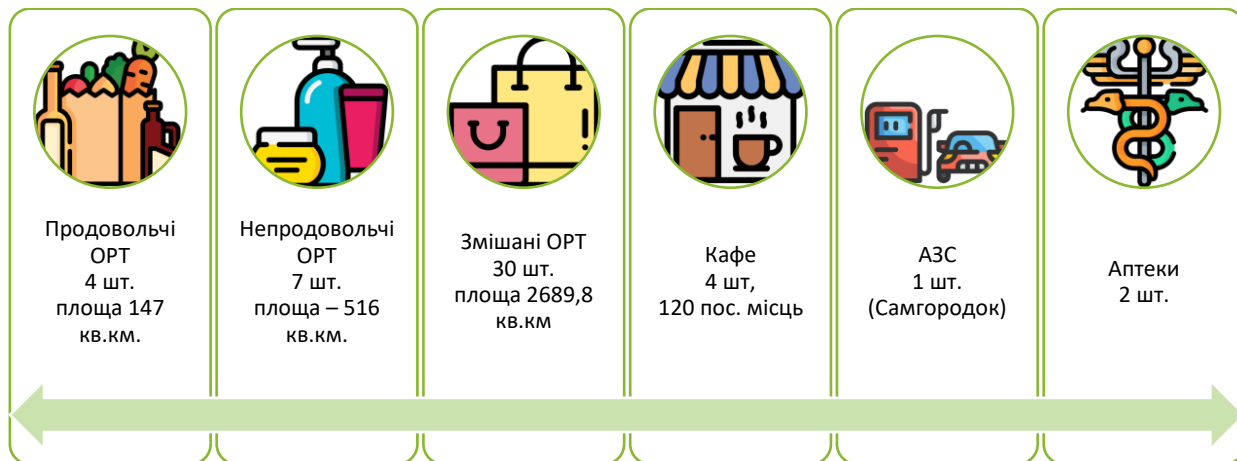 Продовольчі
ОРТ
4 шт.
площа 147
кв.км.
Непродовольчі
ОРТ
7 шт.
площа – 516
кв.км.
Змішані ОРТ
30 шт.
площа 2689,8
кв.км
Кафе
4 шт,
120 пос. місць
АЗС
1 шт.
(Самгородок)
Аптеки
2 шт.